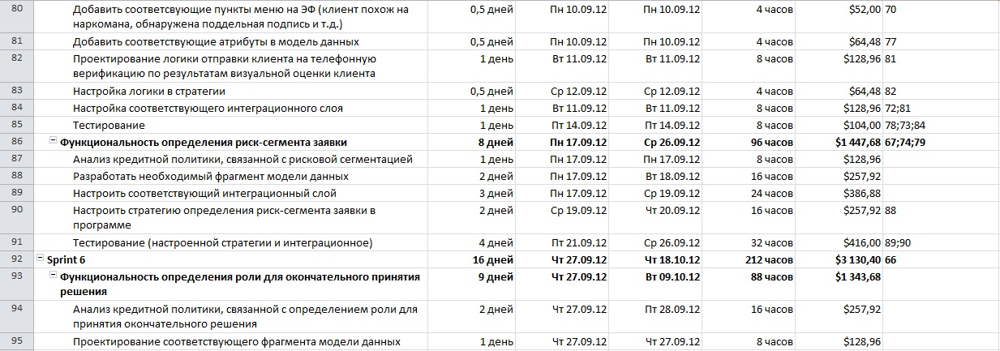 80 Добавить соответсвующие пункты меню на ЭФ (клиент похож на 0,5 дней Пн 10.09.12 Пн 10.09.12 4 часов $52,00 70
наркомана, обнаружена поддельная подпись и т.д.)
81 Добавить соответствующие атрибуты в модель данных 0,5 дней Пн 10.09.12 Пн 10.09.12 4 часов $64,48 77
82 Проектирование логики отправки клиента на телефонную 1 день Вт 11.09.12 Вт 11.09.12 8 часов $128,96 81
верификацию по результатам визуальной оценки клиента
83 Настройка логики в стратегии 0,5 дней Ср 12.09.12 Ср 12.09.12 4 часов $64,48 82
84 Настройка соответствующего интеграционного слоя 1 день Вт 11.09.12 Вт 11.09.12 8 часов $128,96 72;81
85 Тестирование 1 день Пт 14.09.12 Пт 14.09.12 8 часов $104,00 78;73;84
86 Функциональность определения риск-сегмента заявки 8 дней Пн 17.09.12 Ср 26.09.12 96 часов $1 447,68 67;74;79
87 Анализ кредитной политики, связанной с рисковой сегментацией 1 день Пн 17.09.12 Пн 17.09.12 8 часов $128,96
88 Разработать необходимый фрагмент модели данных 2 дней Пн 17.09.12 Вт 18.09.12 16 часов $257,92
89 Настроить соответствующий интеграционный слой 3 дней Пн 17.09.12 Ср 19.09.12 24 часов $386,88
90 Настроить стратегию определения риск-сегмента заявки в 2 дней Ср 19.09.12 Чт 20.09.12 16 часов $257,92 88
программе
91 Тестирование (настроенной стратегии и интеграционное) 4 дней Пт 21.09.12 Ср 26.09.12 32 часов $416,00 89;90
92 Sprint 6 16 дней Чт 27.09.12 Чт 18.10.12 212 часов $3 130,40 66
93 Функциональность определения роли для окончательного принятия 9 дней Чт 27.09.12 Вт 09.10.12 88 часов $1 343,68
решения
94 Анализ кредитной политики, связанной с определением роли для 2 дней Чт 27.09.12 Пт 28.09.12 16 часов $257,92
принятия окончательного решения
95 Проектирование соответствующего фрагмента модели данных 1 день Чт 27.09.12 Чт 27.09.12 8 часов $128,96